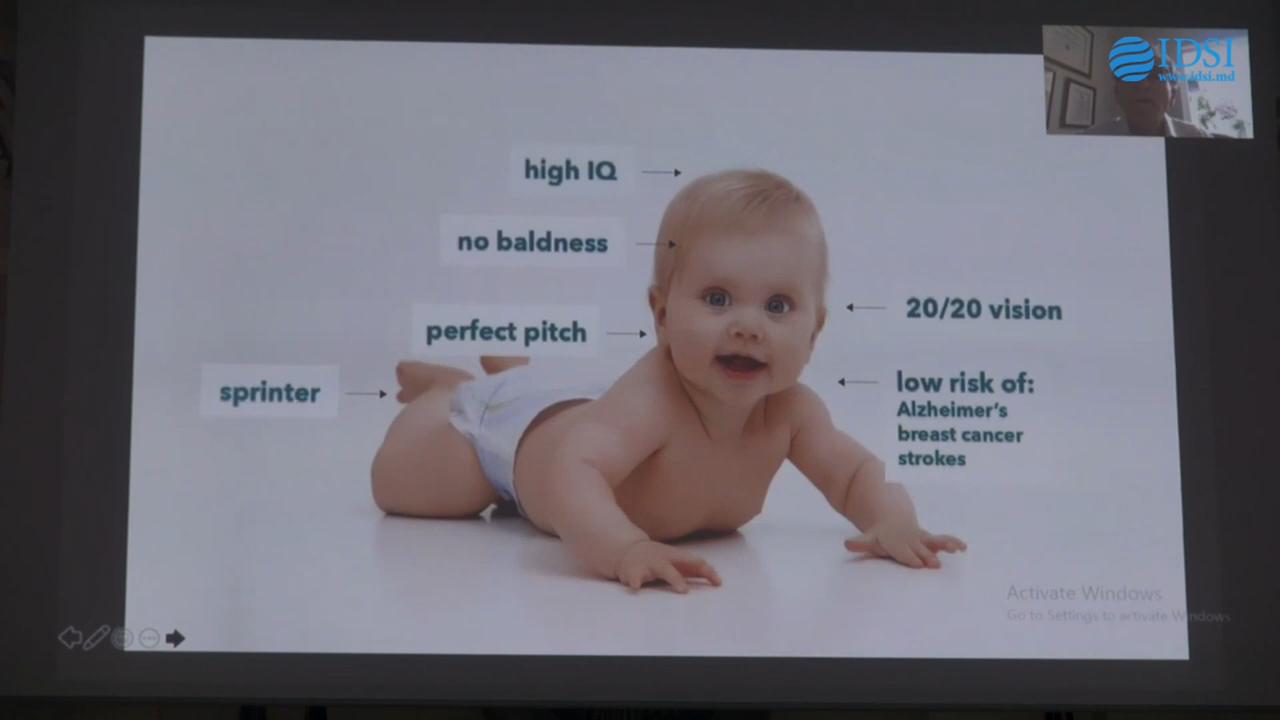 IDSI
www.idsi.md
high IQ
no baldness
perfect pitch
sprinter
20/20 vision
low risk of:
Alzheimer's
breast cancer
strokes
Activate Windows
Go to Settings to activate Windows